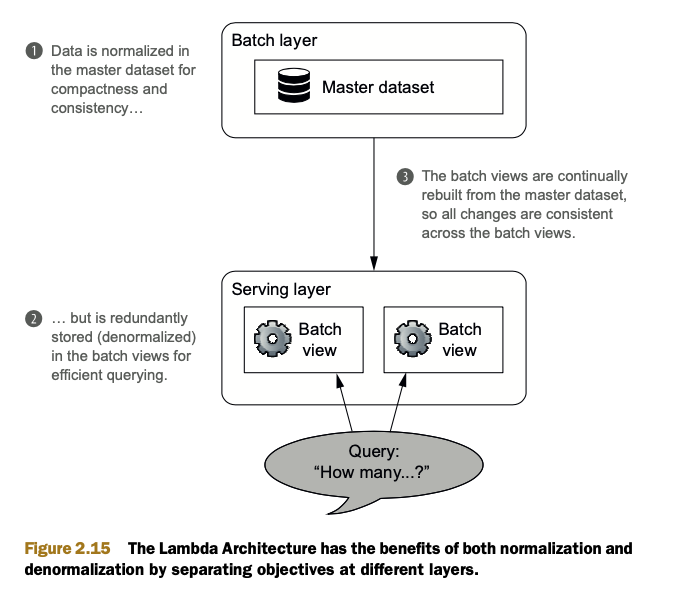 Batch layer
Master dataset
❶ Data is normalized in
the master dataset for
compactness and
consistency…
❸ The batch views are continually
rebuilt from the master dataset,
so all changes are consistent
across the batch views.
Serving layer
Batch
view
Batch
view
❷ … but is redundantly
stored (denormalized)
in the batch views for
efficient querying.
Query:
“How many...?”
Figure 2.15 The Lambda Architecture has the benefits of both normalization and
denormalization by separating objectives at different layers.